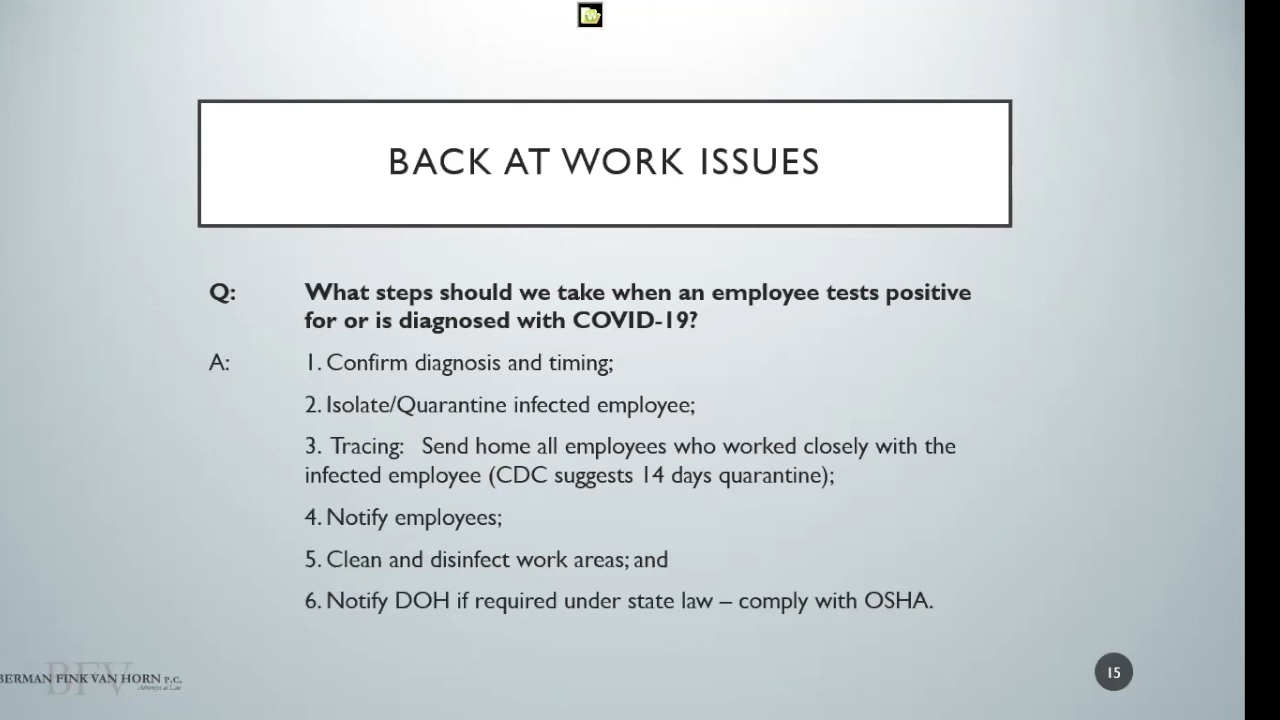 BACK AT WORK ISSUES
Q: What steps should we take when an employee tests positive
for or is diagnosed with COVID-19?
A: 1. Confirm diagnosis and timing;
2. Isolate/Quarantine infected employee;
3. Tracing: Send home all employees who worked closely with the
infected employee (CDC suggests 14 days quarantine);
4. Notify employees;
5. Clean and disinfect work areas; and
6. Notify DOH if required under state law – comply with OSHA.
BFV
BERMAN FINK VAN HORN P.C.
Attorneys at Law
15